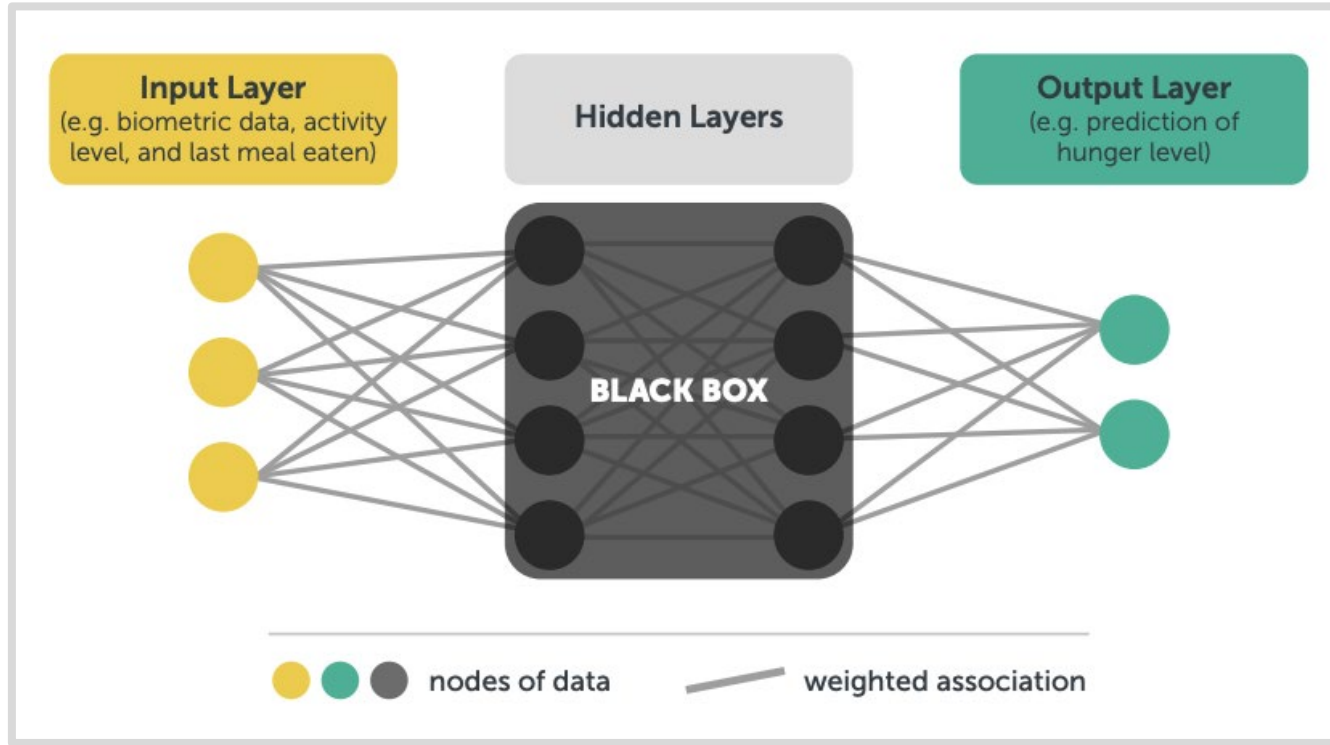 Input Layer
(e.g. biometric data, activity
level, and last meal eaten)
Hidden Layers
Output Layer
(e.g. prediction of
hunger level)
BLACK BOX
nodes of data
weighted association